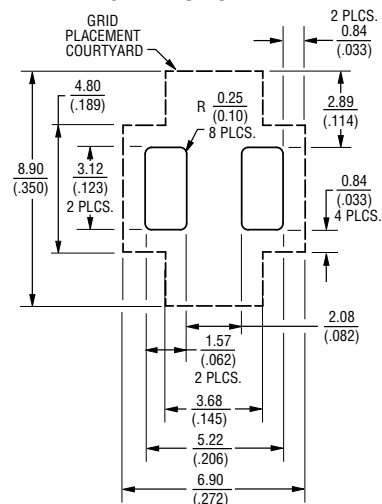 GRID
PLACEMENT
COURTYARD
2 PLCS.
0.84
(.033)
4.80
(.189)
R 0.25
(0.10)
8 PLCS.
2.89
(.114)
8.90
(.350)
3.12
(.123)
2 PLCS.
0.84
(.033)
4 PLCS.
2.08
(.082)
1.57
(.062)
2 PLCS.
3.68
(.145)
5.22
(.206)
6.90
(.272)